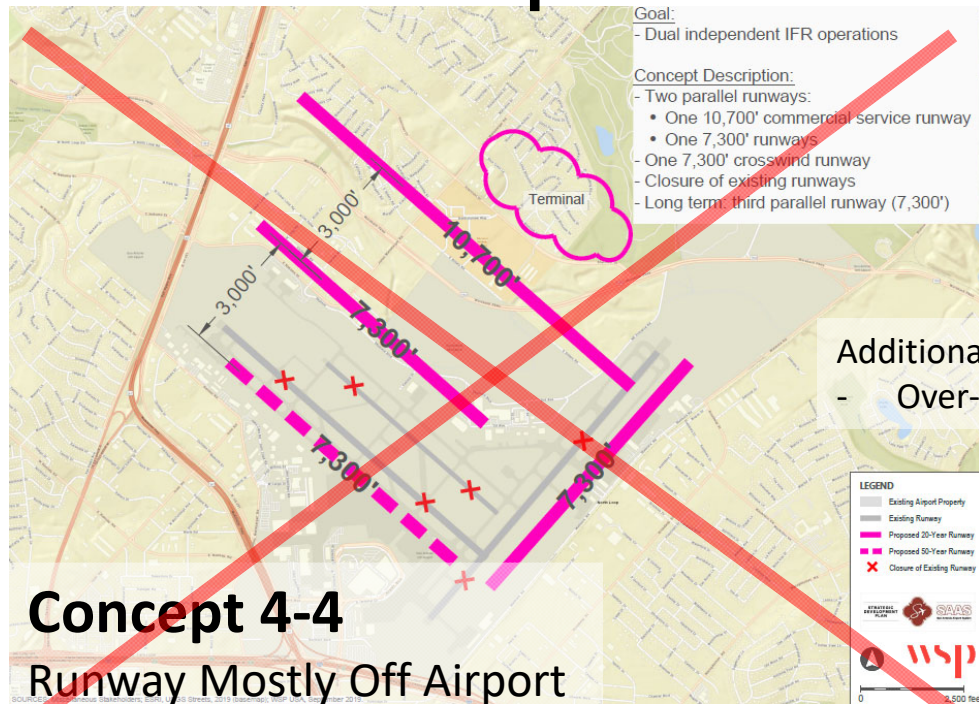 Goal:
- Dual independent IFR operations
Concept Description:
- Two parallel runways:
• One 10,700' commercial service runway
• One 7,300' runways
- One 7,300' crosswind runway
- Closure of existing runways
- Long term: third parallel runway (7,300')
Terminal
3,000'
10,700'
3,000'
7,300'
7,300'
7,300'
Additiona
- Over-
LEGEND
Existing Airport Property
Existing Runway
Proposed 20-Year Runway
Proposed 50-Year Runway
Closure of Existing Runway
STRATEGIC
DEVELOPMENT
PLAN
SAAS
wsp
0 2,500 fee
Concept 4-4
Runway Mostly Off Airport